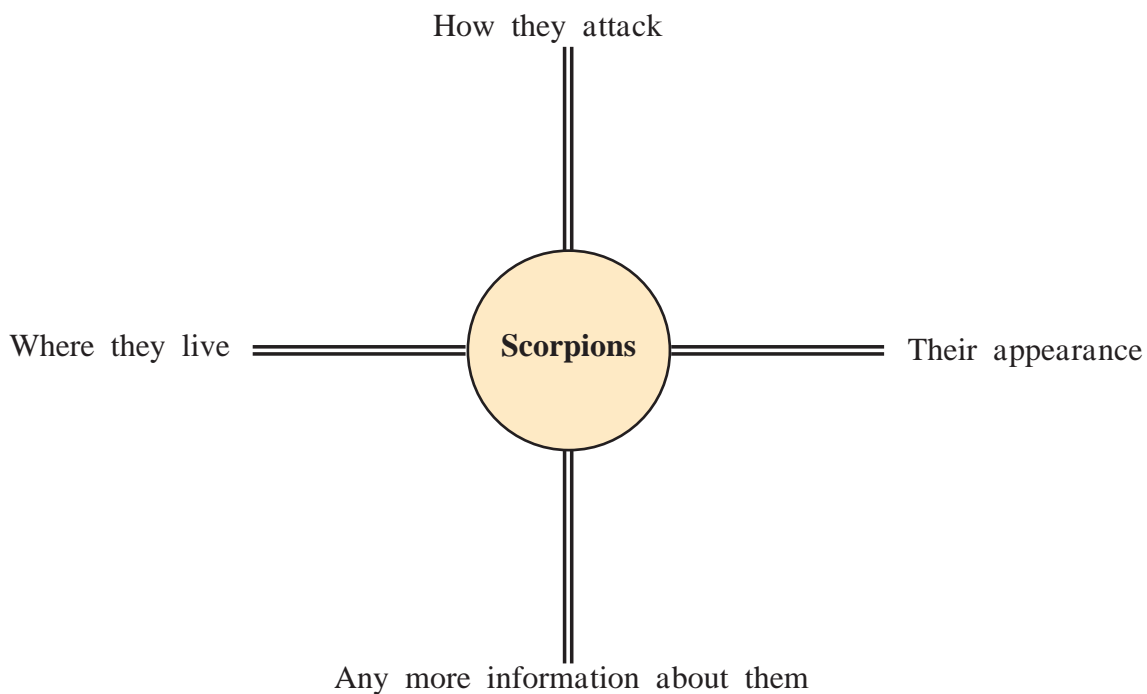 How they attack
Where they live
Scorpions
Their appearance
Any more information about them